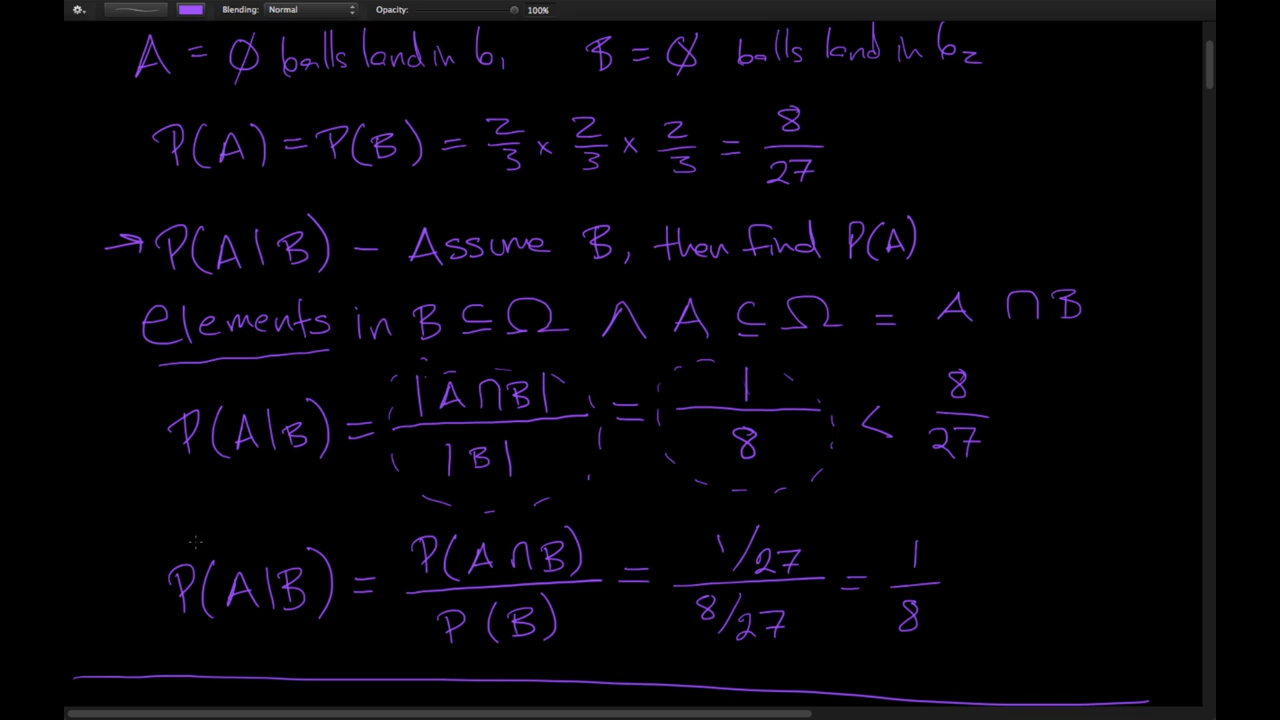 Blending: Normal Opacity: 100%
A = ∅ balls land in b₁ B = ∅ balls land in b₂
P(A) = P(B) = 2/3 × 2/3 × 2/3 = 8/27
→ P(A|B) – Assume B, then find P(A)
elements in B ⊆ Ω ∧ A ⊆ Ω = A ∩ B
P(A|B) = |A∩B| / |B| = 1/8 < 8/27
P(A|B) = P(A∩B) / P(B) = (1/27) / (8/27) = 1/8